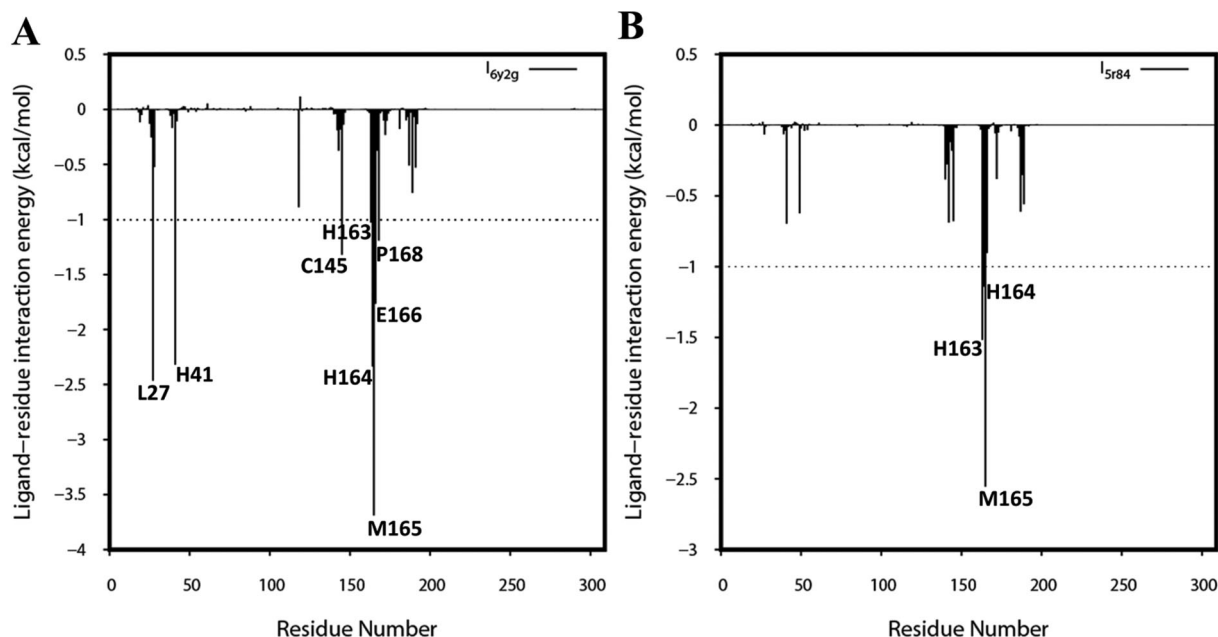 A
Ligand–residue interaction energy (kcal/mol)
I6y2g
0.5
0
−0.5
−1
−1.5
−2
−2.5
−3
−3.5
−4
L27
H41
C145
H163
P168
E166
H164
M165
0 50 100 150 200 250 300
Residue Number
B
Ligand–residue interaction energy (kcal/mol)
I5r84
0.5
0
−0.5
−1
−1.5
−2
−2.5
−3
H164
H163
M165
0 50 100 150 200 250 300
Residue Number